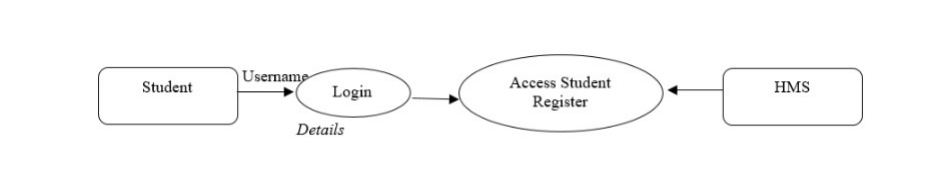 Student
Username
Login
Details
Access Student
Register
HMS